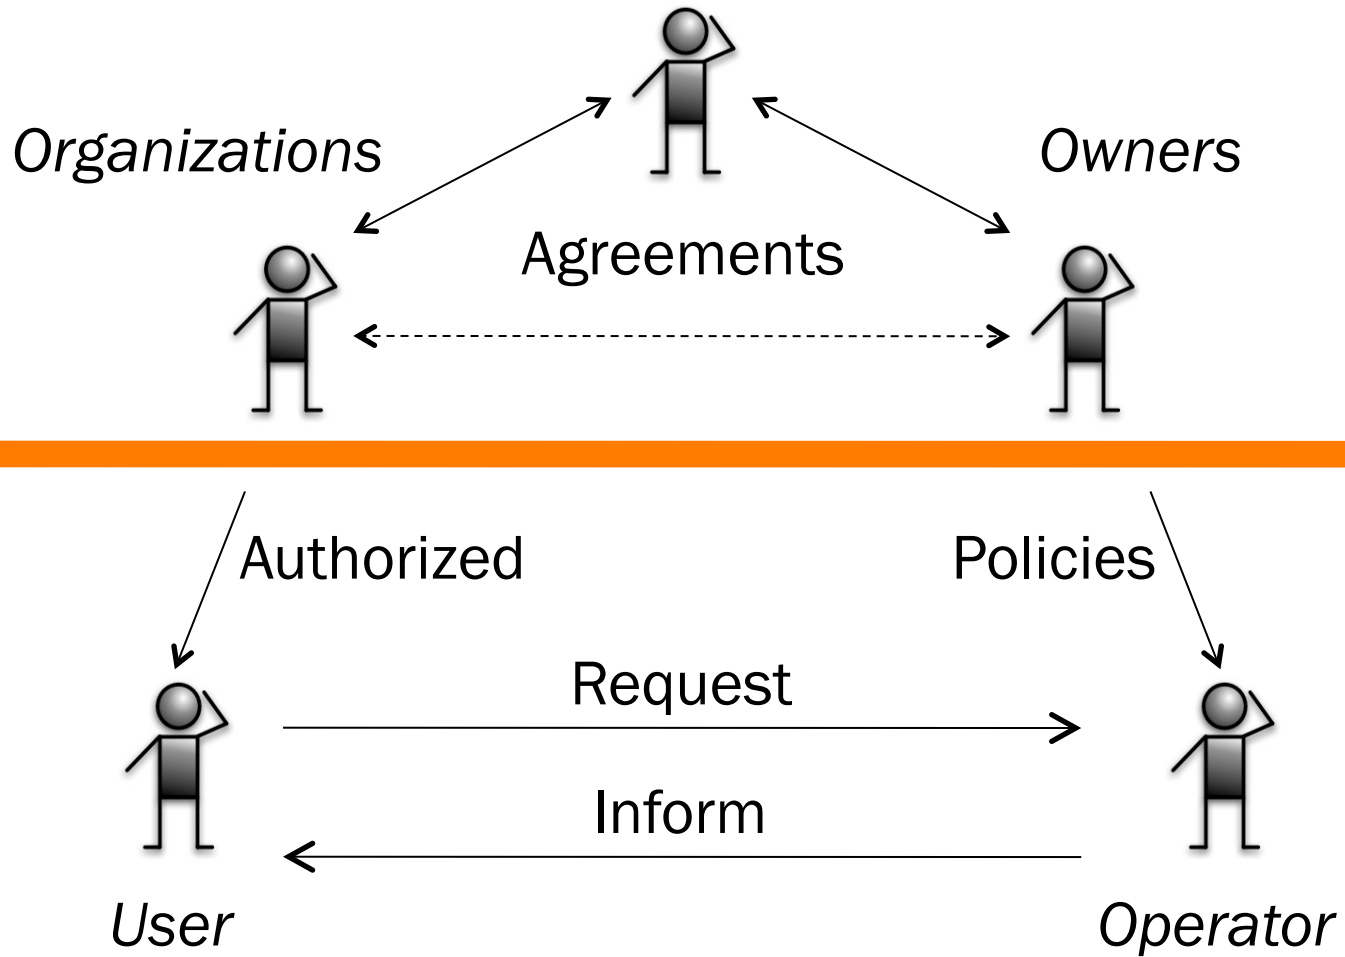 Organizations
Owners
Agreements
Authorized
Policies
Request
Inform
User
Operator